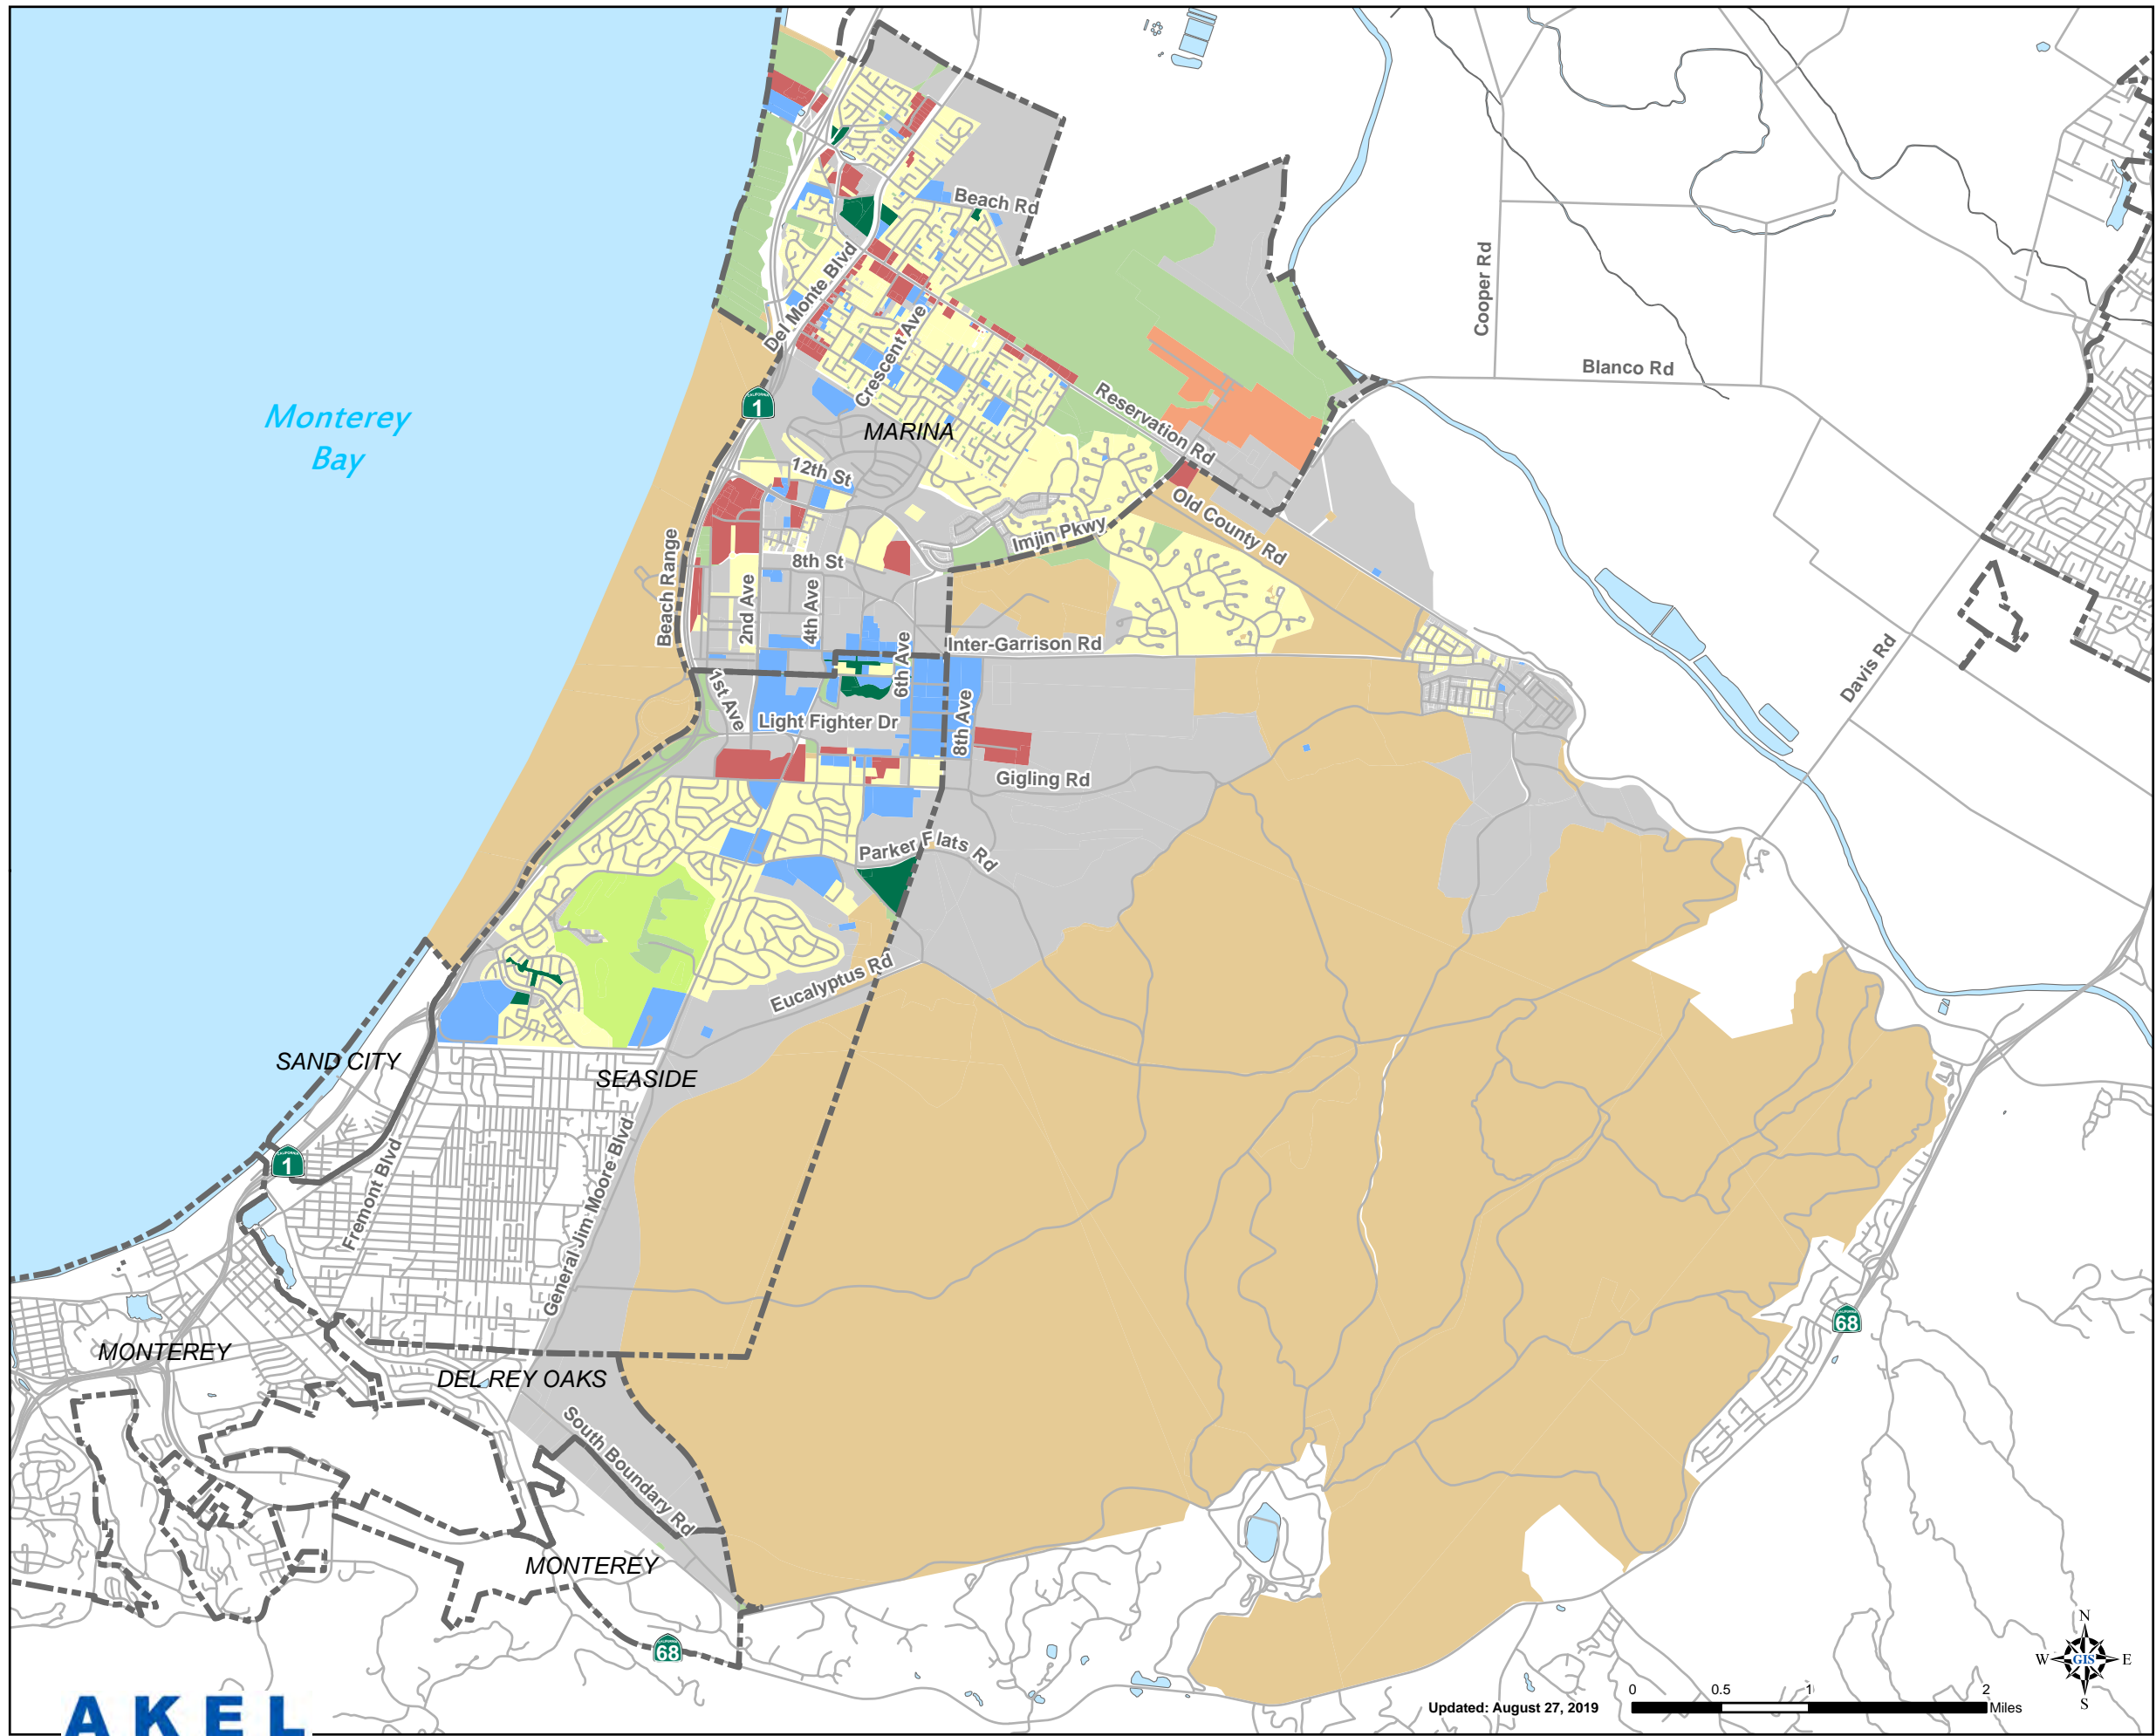 Beach Rd
Cooper Rd
Del Monte Blvd
Crescent Ave
Blanco Rd
CALIFORNIA
1
Monterey
Bay
Reservation Rd
MARINA
12th St
Old County Rd
Imjin Pkwy
Beach Range
8th St
2nd Ave
4th Ave
6th Ave
Inter-Garrison Rd
Davis Rd
1st Ave
8th Ave
Light Fighter Dr
Gigling Rd
Parker Flats Rd
Eucalyptus Rd
SAND CITY
SEASIDE
CALIFORNIA
1
Fremont Blvd
General Jim Moore Blvd
CALIFORNIA
68
MONTEREY
DEL REY OAKS
South Boundary Rd
MONTEREY
CALIFORNIA
68
N
W GIS E
S
AKEL
Updated: August 27, 2019
0 0.5 1 2
Miles